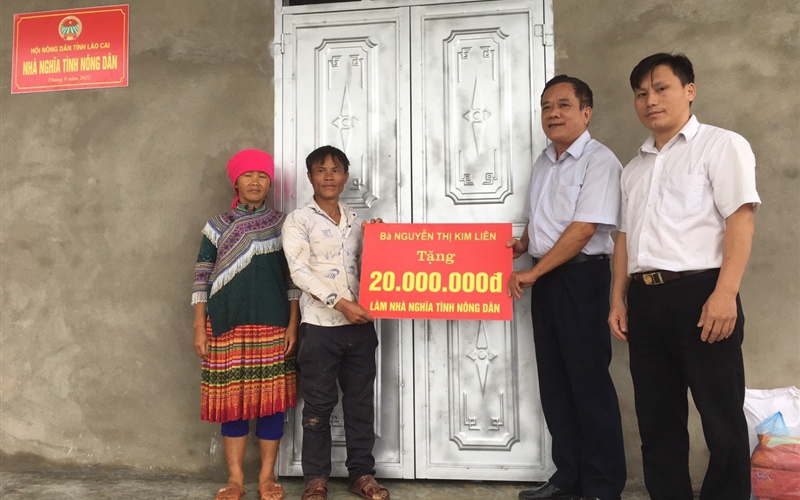 HỘI NÔNG DÂN TỈNH LÀO CAI
NHÀ NGHĨA TÌNH NÔNG DÂN
Tháng 9 năm 2022
Bà NGUYỄN THỊ KIM LIÊN
Tặng
20.000.000đ
LÀM NHÀ NGHĨA TÌNH NÔNG DÂN